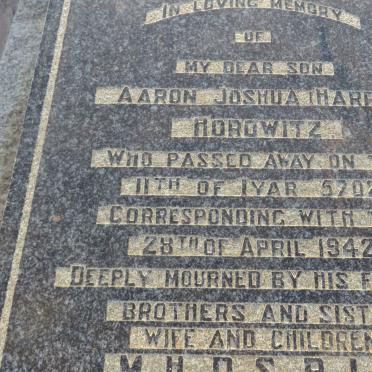 IN LOVING MEMORY
OF
MY DEAR SON
AARON JOSHUA (HARR
HOROWITZ
WHO PASSED AWAY ON T
11TH OF IYAR 5702
CORRESPONDING WITH T
28TH OF APRIL 1942
DEEPLY MOURNED BY HIS F
BROTHERS AND SIST
WIFE AND CHILDREN
M.H.D.S.R.I.P